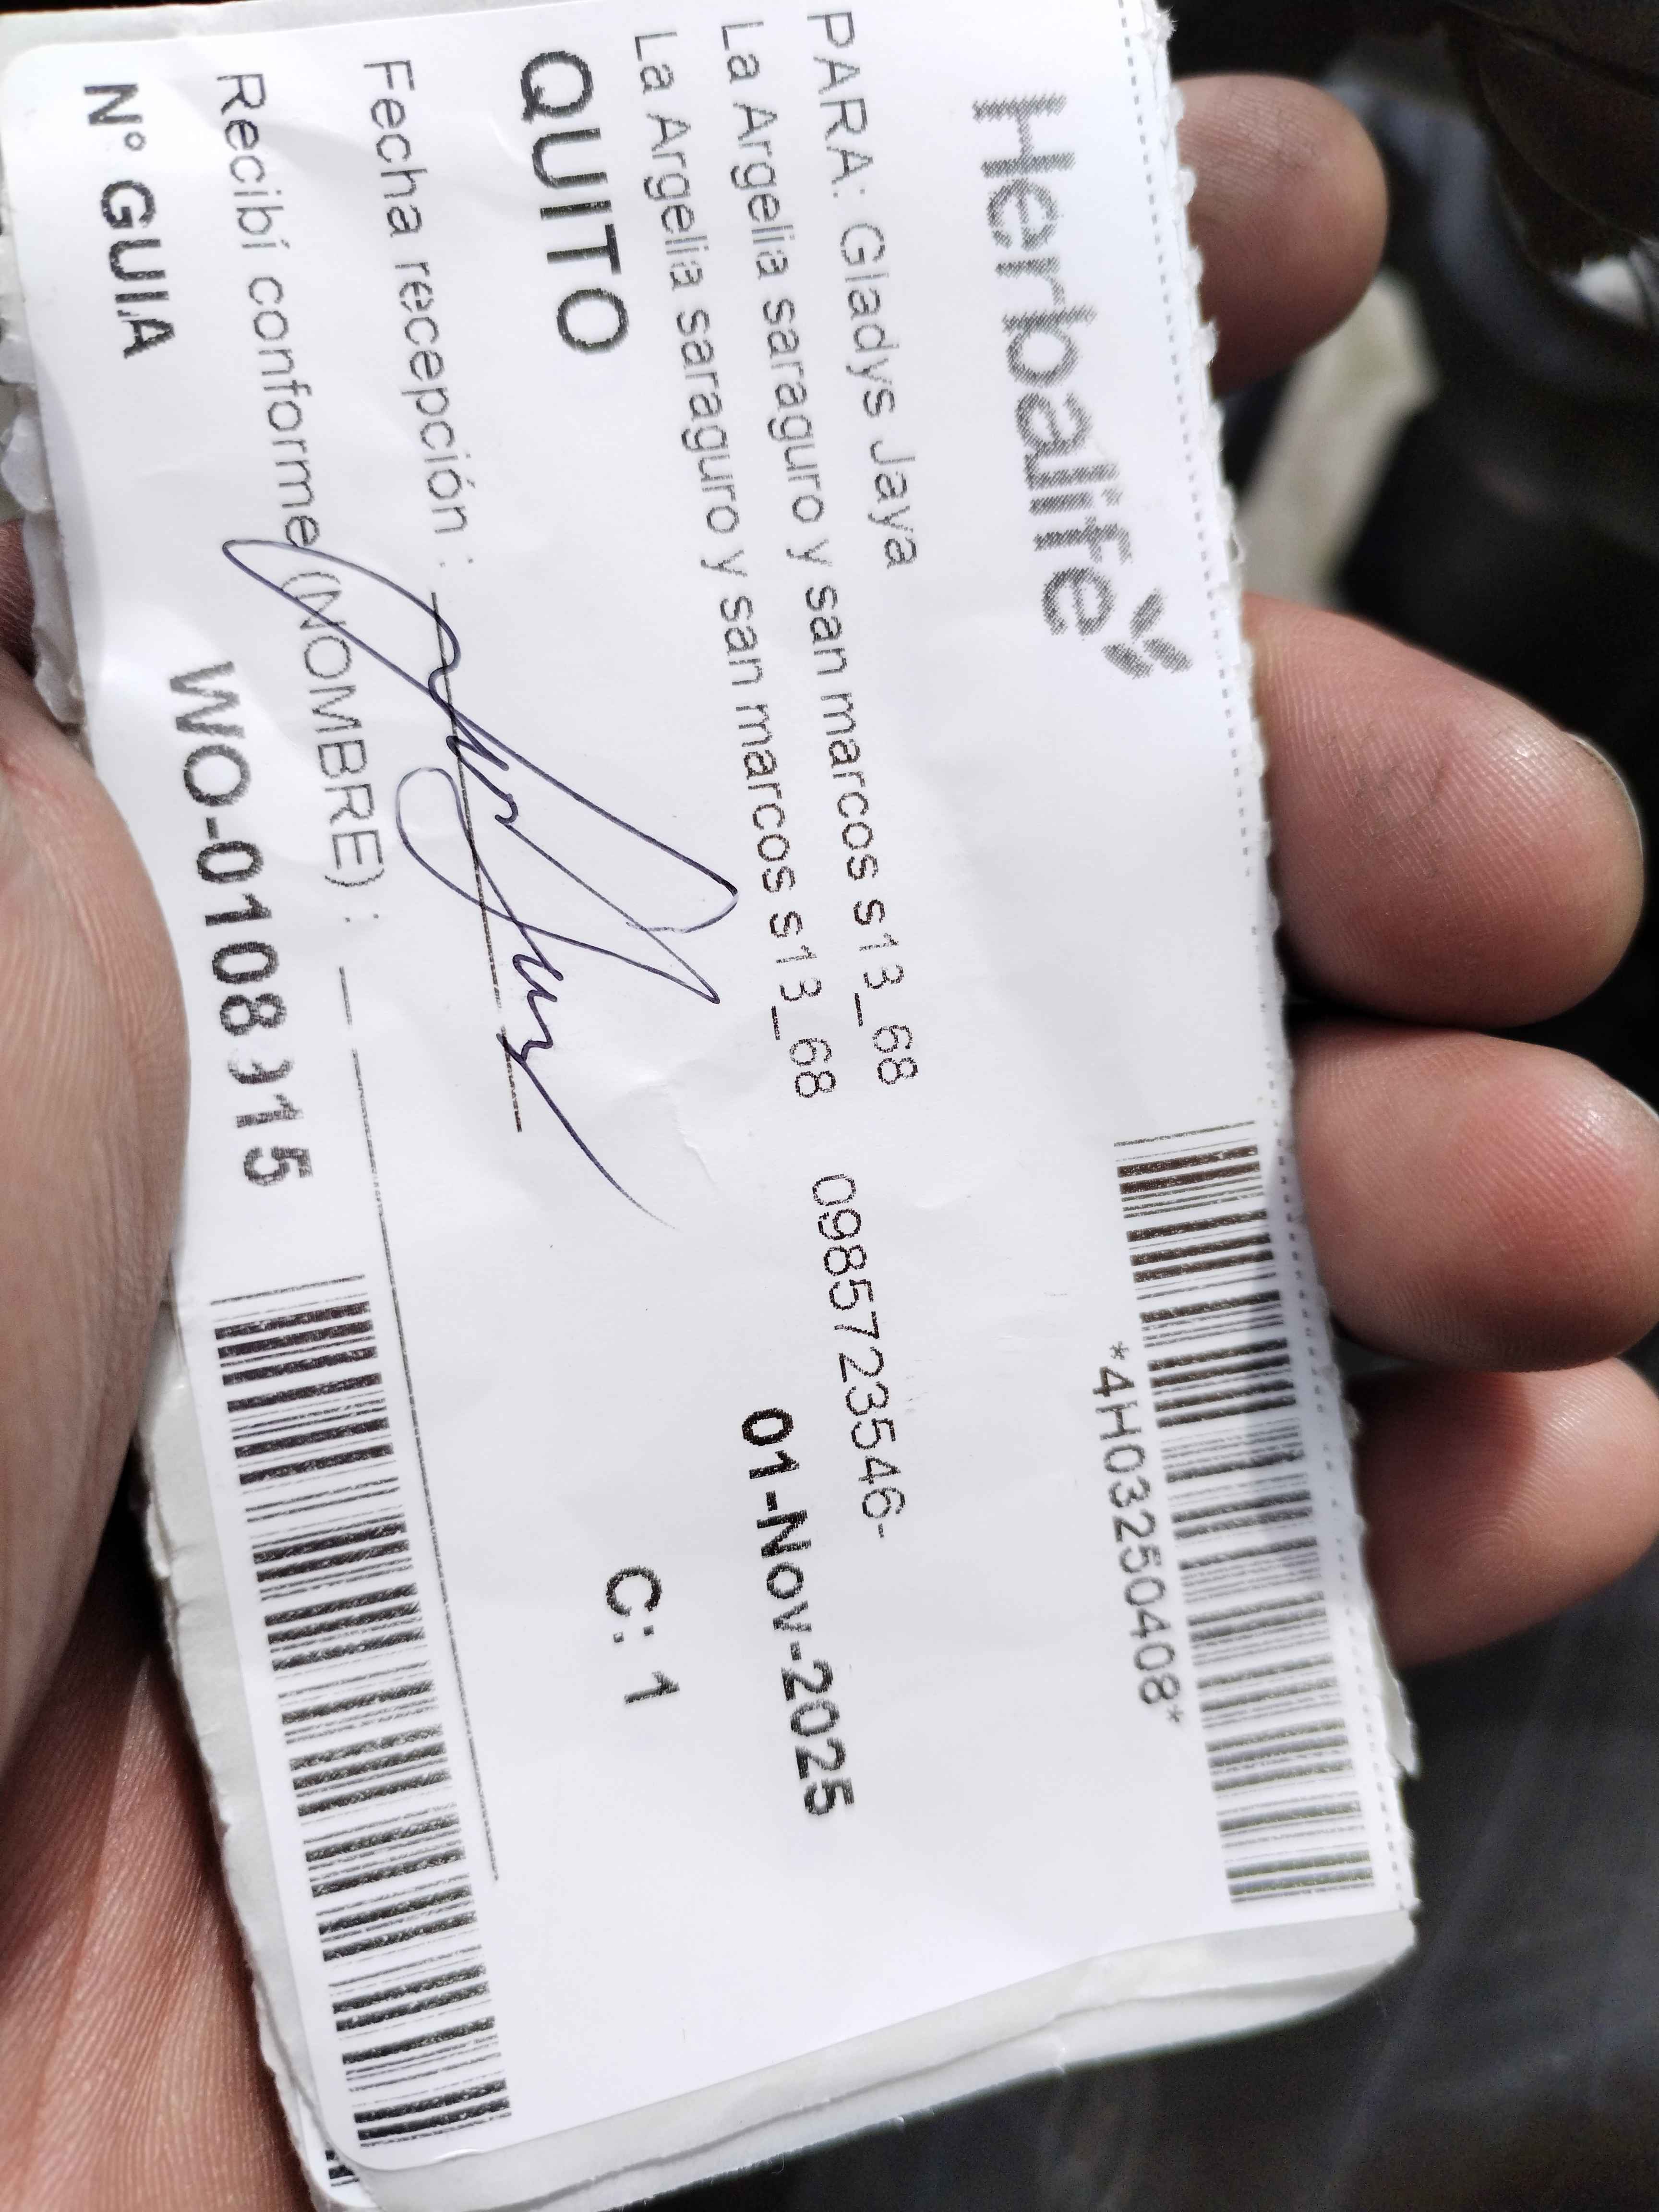 Herbalife
*4H03250408*
PARA: Gladys Jaya
La Argelia saraguro y san marcos s13_68 0985723546-
La Argelia saraguro y san marcos s13_68
01-Nov-2025
QUITO
C: 1
Fecha recepción :
Recibí conforme (NOMBRE) :
N° GUIA